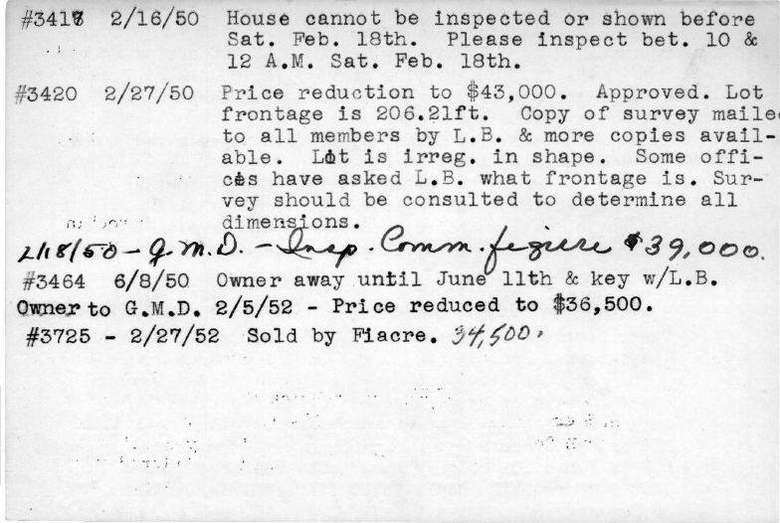 #3417 2/16/50 House cannot be inspected or shown before
Sat. Feb. 18th. Please inspect bet. 10 &
12 A.M. Sat. Feb. 18th.
#3420 2/27/50 Price reduction to $43,000. Approved. Lot
frontage is 206.21ft. Copy of survey mailed
to all members by L.B. & more copies avail-
able. Lot is irreg. in shape. Some offi-
ces have asked L.B. what frontage is. Sur-
vey should be consulted to determine all
dimensions.
2/18/50 - G.M.D. - Insp. Comm. figure $39,000.
#3464 6/8/50 Owner away until June 11th & key w/L.B.
Owner to G.M.D. 2/5/52 - Price reduced to $36,500.
#3725 - 2/27/52 Sold by Fiacre. 34,500.